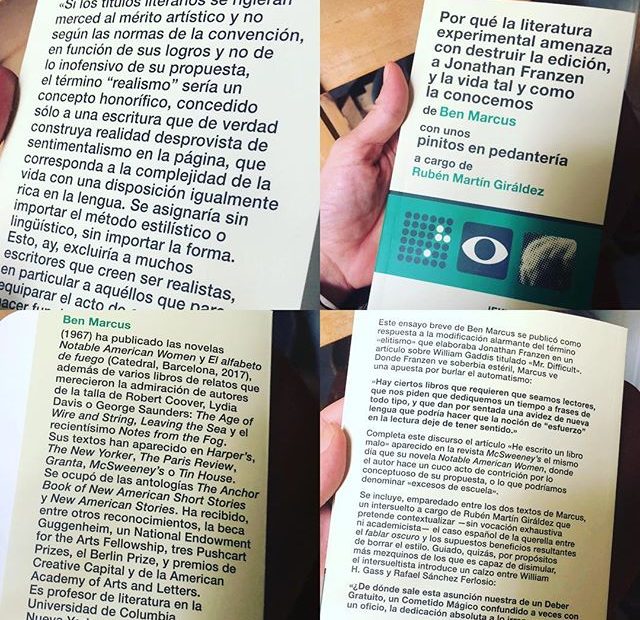 «Si los títulos literarios se rigieran
merced al mérito artístico y no
según las normas de la convención,
en función de sus logros y no de
lo inofensivo de su propuesta,
el término "realismo" sería un
concepto honorífico, concedido
sólo a una escritura que de verdad
construya realidad desprovista de
sentimentalismo en la página, que
corresponda a la complejidad de la
vida con una disposición igualmente
rica en la lengua. Se asignaría sin
importar el método estilístico o
lingüístico, sin importar la forma.
Esto, ay, excluiría a muchos
escritores que creen ser realistas,
en particular a aquéllos que
equiparar el acto de
Por qué la literatura
experimental amenaza
con destruir la edición,
a Jonathan Franzen
y la vida tal y como
la conocemos
de Ben Marcus
con unos
pinitos en pedantería
a cargo de
Rubén Martín Giráldez
Ben Marcus
(1967) ha publicado las novelas
Notable American Women y El alfabeto
de fuego (Catedral, Barcelona, 2017),
además de varios libros de relatos que
merecieron la admiración de autores
de la talla de Robert Coover, Lydia
Davis o George Saunders: The Age of
Wire and String, Leaving the Sea y el
recientísimo Notes from the Fog.
Sus textos han aparecido en Harper's,
The New Yorker, The Paris Review,
Granta, McSweeney's o Tin House.
Se ocupó de las antologías The Anchor
Book of New American Short Stories
y New American Stories. Ha recibido,
entre otros reconocimientos, la beca
Guggenheim, un National Endowment
for the Arts Fellowship, tres Pushcart
Prizes, el Berlin Prize, y premios de
Creative Capital y de la American
Academy of Arts and Letters.
Es profesor de literatura en la
Universidad de Columbia,
Nueva York
Este ensayo breve de Ben Marcus se publicó como
respuesta a la modificación alarmante del término
«elitismo» que elaboraba Jonathan Franzen en un
artículo sobre William Gaddis titulado «Mr. Difficult».
Donde Franzen ve soberbia estéril, Marcus ve
una apuesta por burlar el automatismo:
«Hay ciertos libros que requieren que seamos lectores,
que nos piden que dediquemos un tiempo a frases de
todo tipo, y que dan por sentada una avidez de nueva
lengua que podría hacer que la noción de "esfuerzo"
en la lectura deje de tener sentido.»
Completa este discurso el artículo «He escrito un libro
malo» aparecido en la revista McSweeney's el mismo
día que su novela Notable American Women, donde
el autor hace un cuco acto de contrición por lo
conceptuoso de su propuesta, o lo que podríamos
denominar «excesos de escuela».
Se incluye, emparedado entre los dos textos de Marcus,
un intersuelto a cargo de Rubén Martín Giráldez que
pretende contextualizar —sin vocación exhaustiva
ni academicista— el caso español de la querella entre
el fablar oscuro y los supuestos beneficios resultantes
de borrar el estilo. Guiado, quizás, por propósitos
más mezquinos de los que es capaz de disimular,
el intersueltista introduce un calzo entre William
H. Gass y Rafael Sánchez Ferlosio:
«¿De dónde sale esta asunción nuestra de un Deber
Gratuito, un Cometido Mágico confundido a veces con
un oficio, la dedicación absoluta a lo